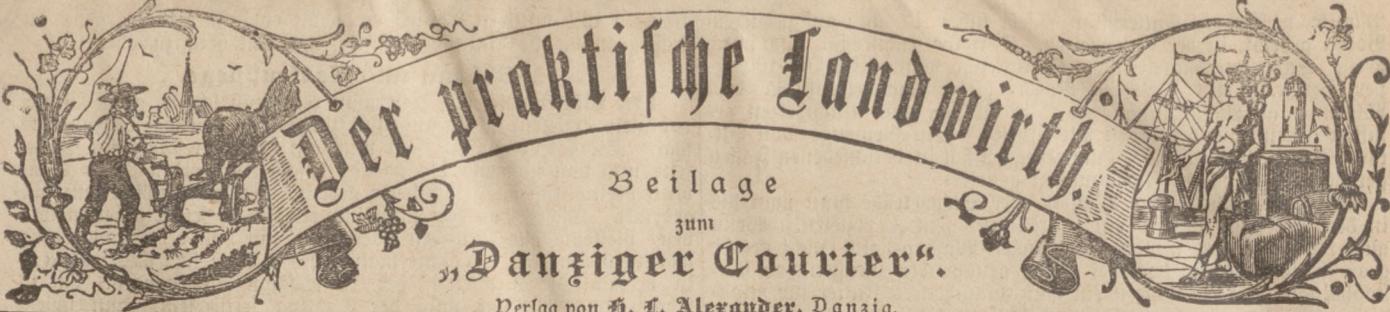 Der praktische Landwirth.
Beilage
zum
„Danziger Courier“.
Verlag von H. L. Alexander, Danzig.